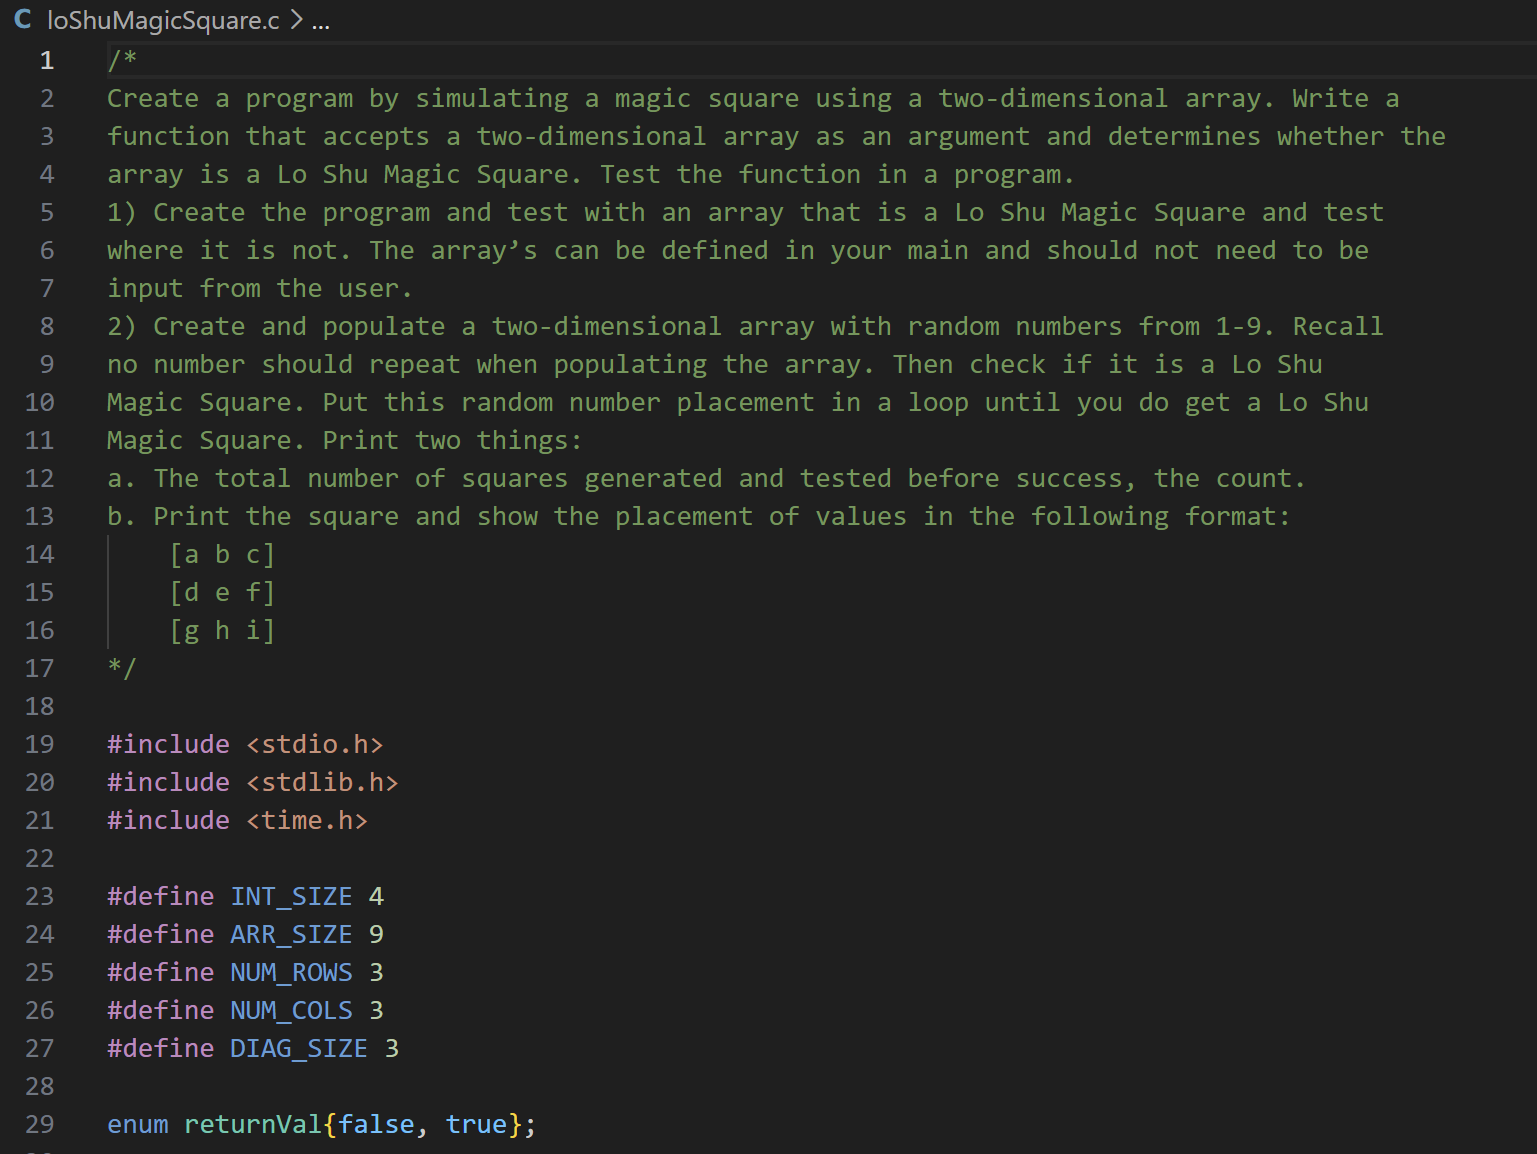 C loShuMagicSquare.c > ...
1 /*
2 Create a program by simulating a magic square using a two-dimensional array. Write a
3 function that accepts a two-dimensional array as an argument and determines whether the
4 array is a Lo Shu Magic Square. Test the function in a program.
5 1) Create the program and test with an array that is a Lo Shu Magic Square and test
6 where it is not. The array’s can be defined in your main and should not need to be
7 input from the user.
8 2) Create and populate a two-dimensional array with random numbers from 1-9. Recall
9 no number should repeat when populating the array. Then check if it is a Lo Shu
10 Magic Square. Put this random number placement in a loop until you do get a Lo Shu
11 Magic Square. Print two things:
12 a. The total number of squares generated and tested before success, the count.
13 b. Print the square and show the placement of values in the following format:
14     [a b c]
15     [d e f]
16     [g h i]
17 */
18
19 #include <stdio.h>
20 #include <stdlib.h>
21 #include <time.h>
22
23 #define INT_SIZE 4
24 #define ARR_SIZE 9
25 #define NUM_ROWS 3
26 #define NUM_COLS 3
27 #define DIAG_SIZE 3
28
29 enum returnVal{false, true};